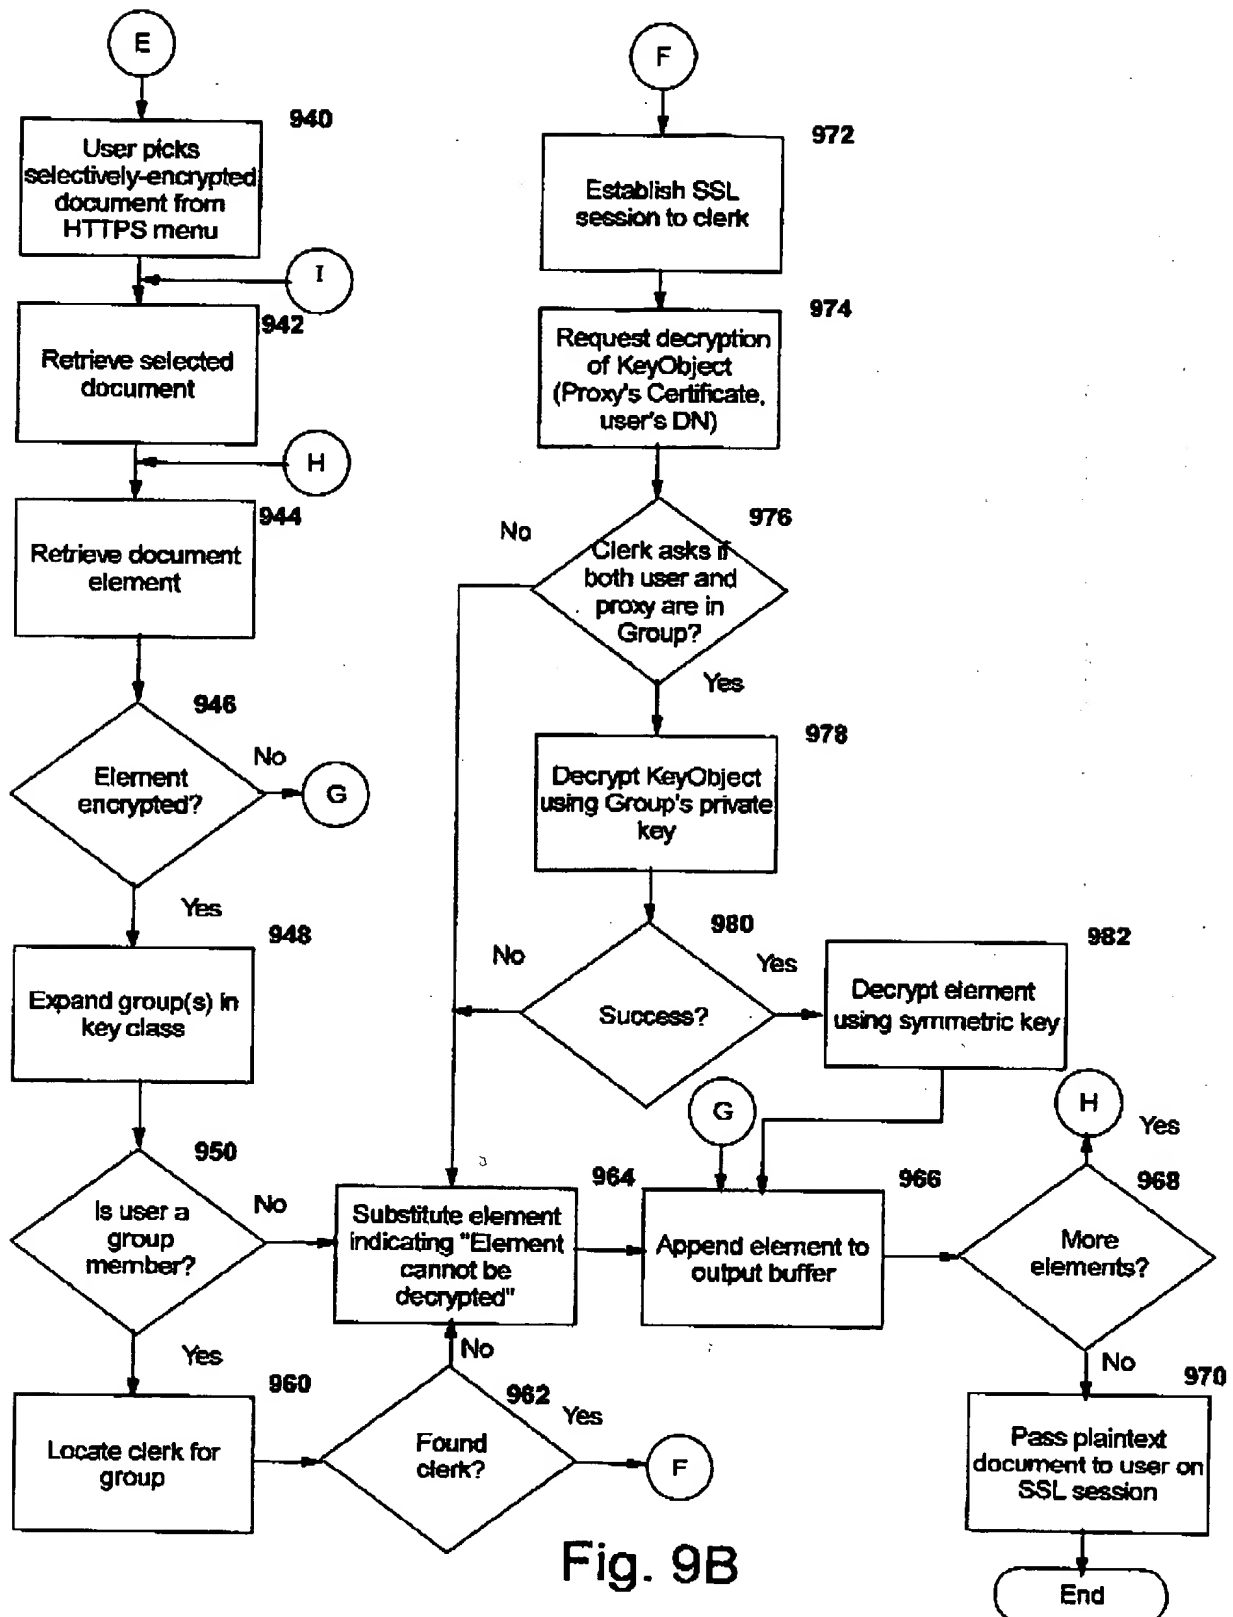 E
940
User picks
selectively-encrypted
document from
HTTPS menu
I
942
Retrieve selected
document
H
944
Retrieve document
element
946
Element
encrypted?
No
G
Yes
948
Expand group(s) in
key class
950
Is user a
group
member?
No
Yes
960
Locate clerk for
group
F
972
Establish SSL
session to clerk
974
Request decryption
of KeyObject
(Proxy's Certificate,
user's DN)
976
No
Clerk asks if
both user and
proxy are in
Group?
Yes
978
Decrypt KeyObject
using Group's private
key
980
No
Yes
Success?
982
Decrypt element
using symmetric key
G
H
Yes
964
Substitute element
indicating "Element
cannot be
decrypted"
966
Append element to
output buffer
968
More
elements?
No
No
962
Yes
Found
clerk?
F
970
Pass plaintext
document to user on
SSL session
End
Fig. 9B